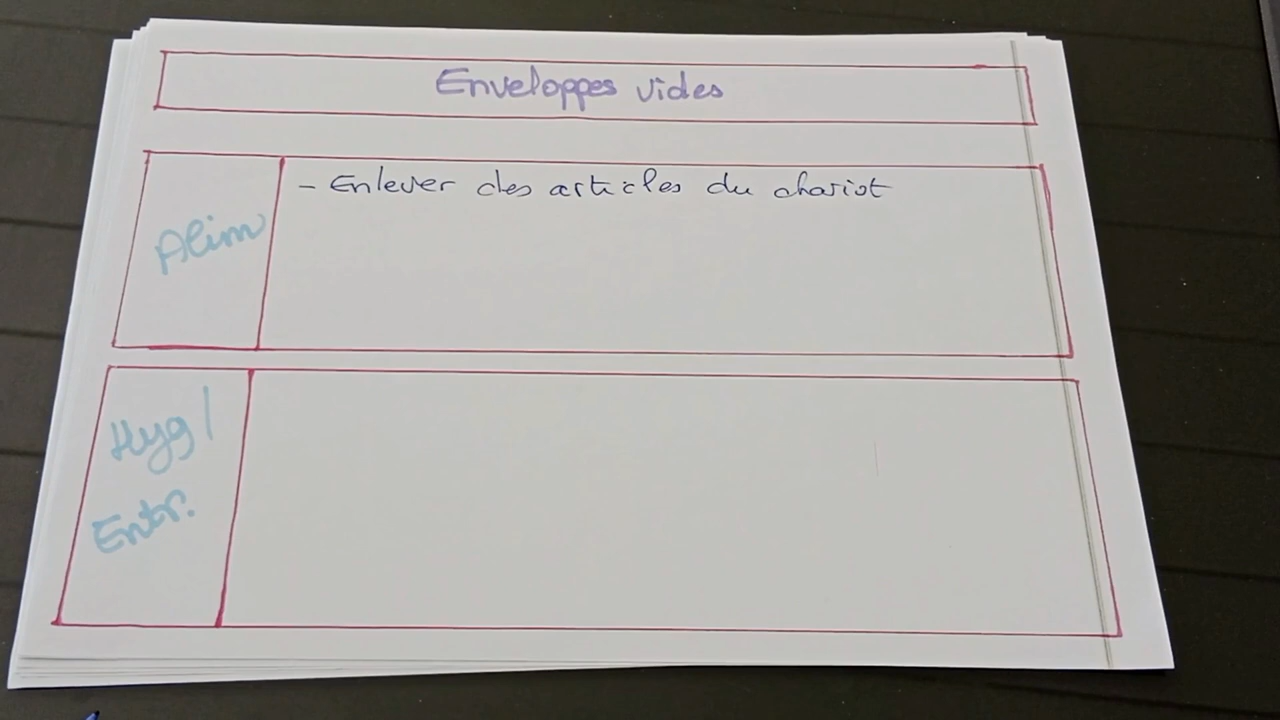 Enveloppes vides
- Enlever des articles du chariot
Alim
Hyg/
Entr.